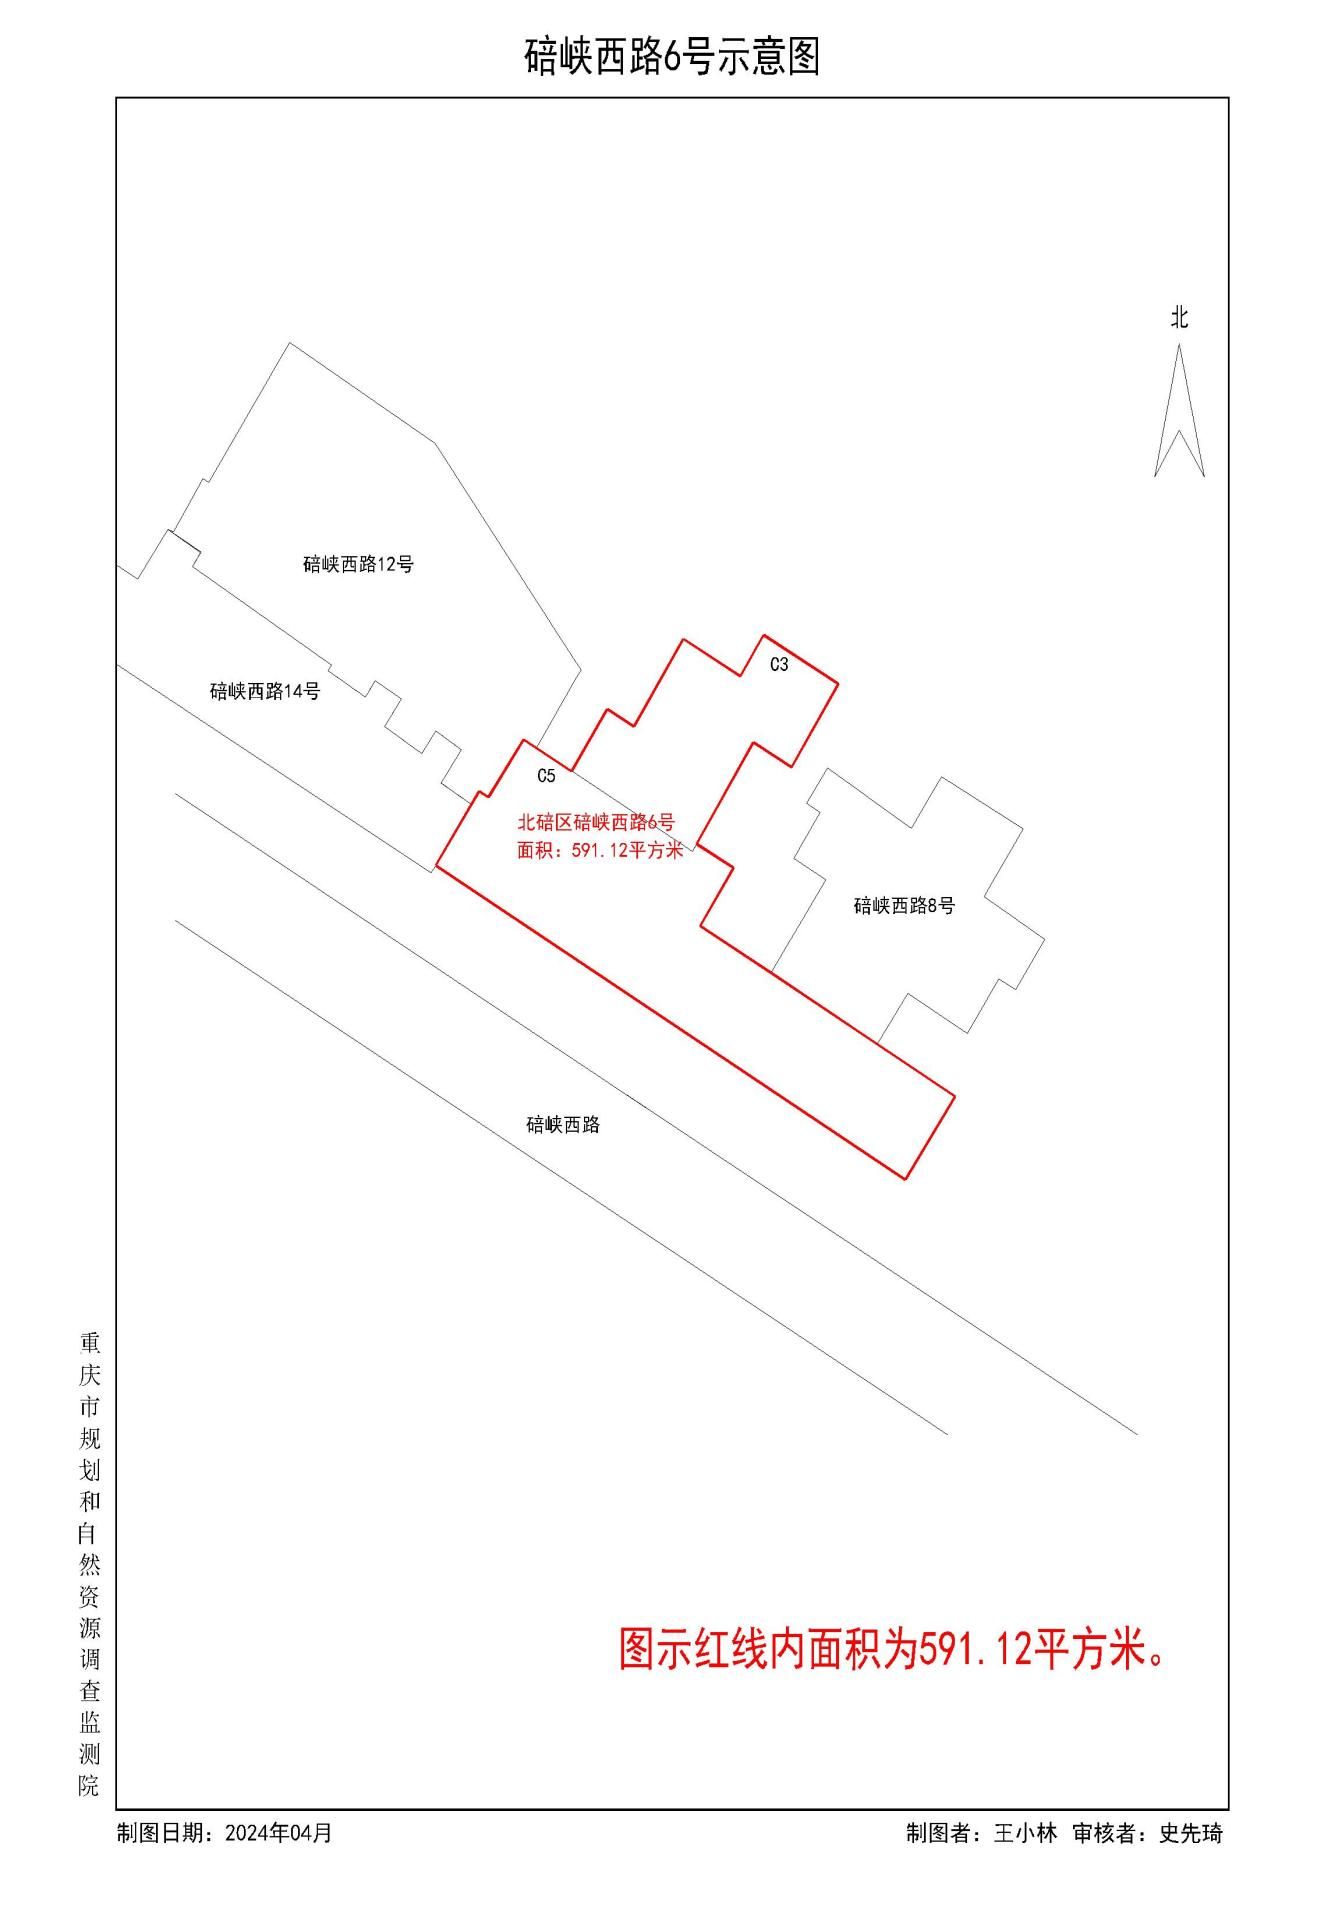 碚峡西路6号示意图
北
碚峡西路12号
C3
碚峡西路14号
C5
北碚区碚峡西路6号
面积：591.12平方米
碚峡西路8号
碚峡西路
重庆市规划和自然资源调查监测院
图示红线内面积为591.12平方米。
制图日期：2024年04月
制图者：王小林 审核者：史先琦